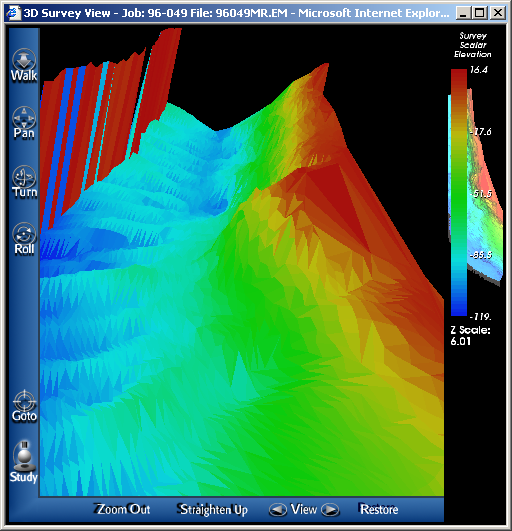 3D Survey View - Job: 96-049 File: 96049MR.EM - Microsoft Internet Explor...
Walk
Pan
Turn
Roll
Goto
Study
Survey
Scalar
Elevation
16.4
-17.6
-51.5
-85.5
-119.
Z Scale:
6.01
Zoom Out Straighten Up View Restore